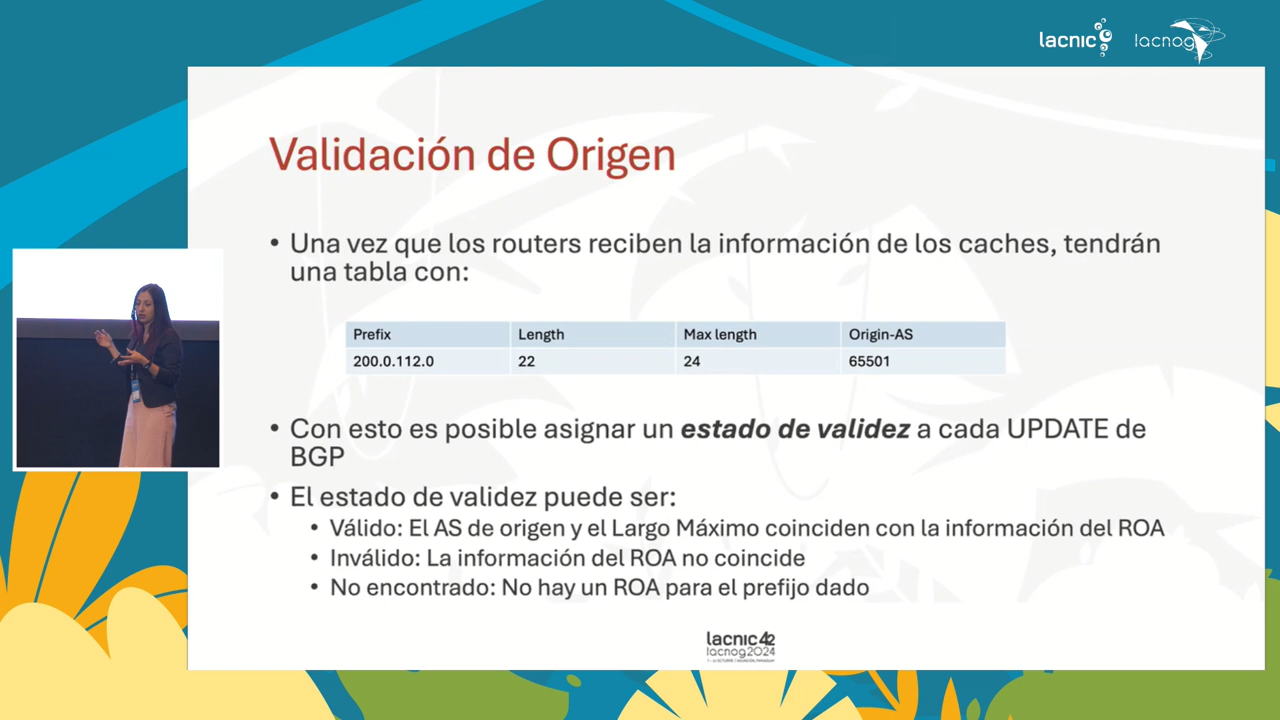 lacnic
lacnog
Validación de Origen
• Una vez que los routers reciben la información de los caches, tendrán
una tabla con:
Prefix Length Max length Origin-AS
200.0.112.0 22 24 65501
• Con esto es posible asignar un estado de validez a cada UPDATE de
BGP
• El estado de validez puede ser:
• Válido: El AS de origen y el Largo Máximo coinciden con la información del ROA
• Inválido: La información del ROA no coincide
• No encontrado: No hay un ROA para el prefijo dado
lacnic42
lacnog2024